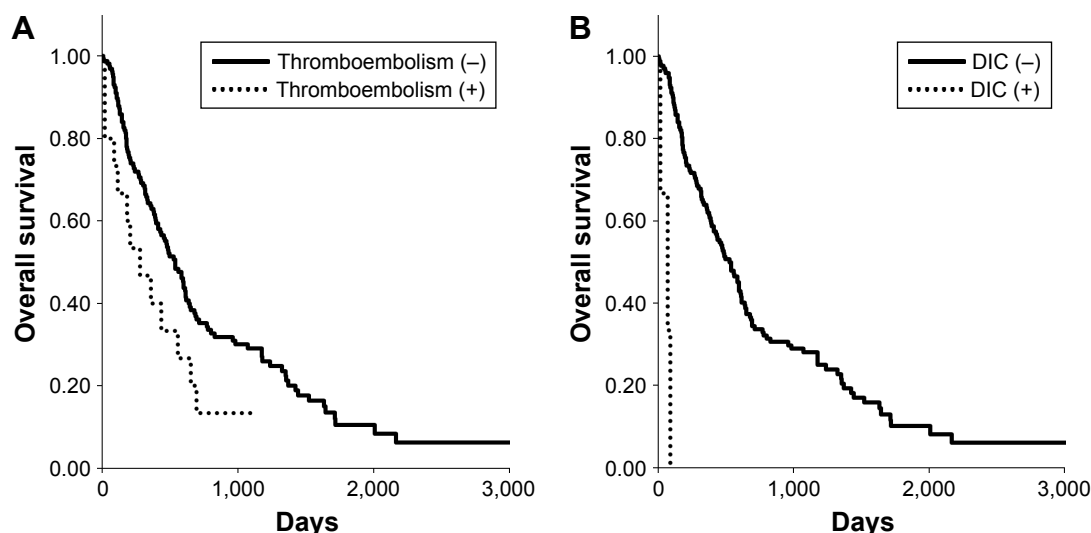 A
Thromboembolism (–)
Thromboembolism (+)
Overall survival
1.00
0.80
0.60
0.40
0.20
0.00
0
1,000
2,000
3,000
Days
B
DIC (–)
DIC (+)
Overall survival
1.00
0.80
0.60
0.40
0.20
0.00
0
1,000
2,000
3,000
Days